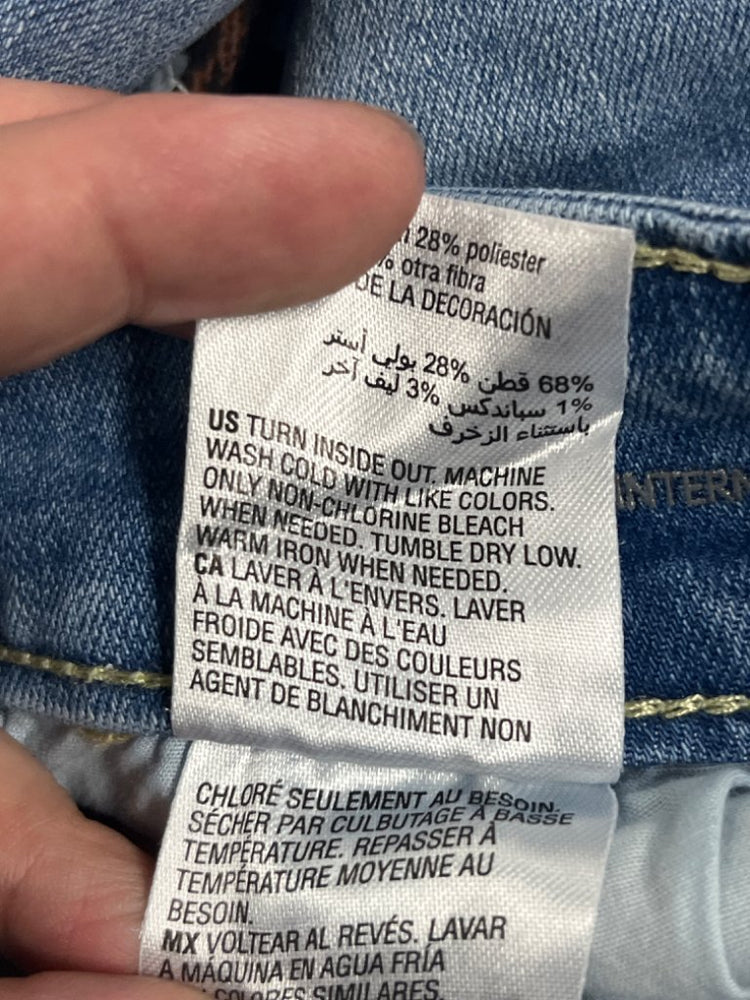 28% poliester
% otra fibra
DE LA DECORACIÓN
68% قطن 28% بولي أستر
1% سباندكس 3% ليف آخر
باستثناء الزخرف
US TURN INSIDE OUT. MACHINE
WASH COLD WITH LIKE COLORS.
ONLY NON-CHLORINE BLEACH
WHEN NEEDED. TUMBLE DRY LOW.
WARM IRON WHEN NEEDED.
CA LAVER À L'ENVERS. LAVER
À LA MACHINE À L'EAU
FROIDE AVEC DES COULEURS
SEMBLABLES. UTILISER UN
AGENT DE BLANCHIMENT NON
CHLORÉ SEULEMENT AU BESOIN.
SÉCHER PAR CULBUTAGE À BASSE
TEMPÉRATURE. REPASSER À
TEMPÉRATURE MOYENNE AU
BESOIN.
MX VOLTEAR AL REVÉS. LAVAR
A MÁQUINA EN AGUA FRÍA
COLORES SIMILARES.
INTERN